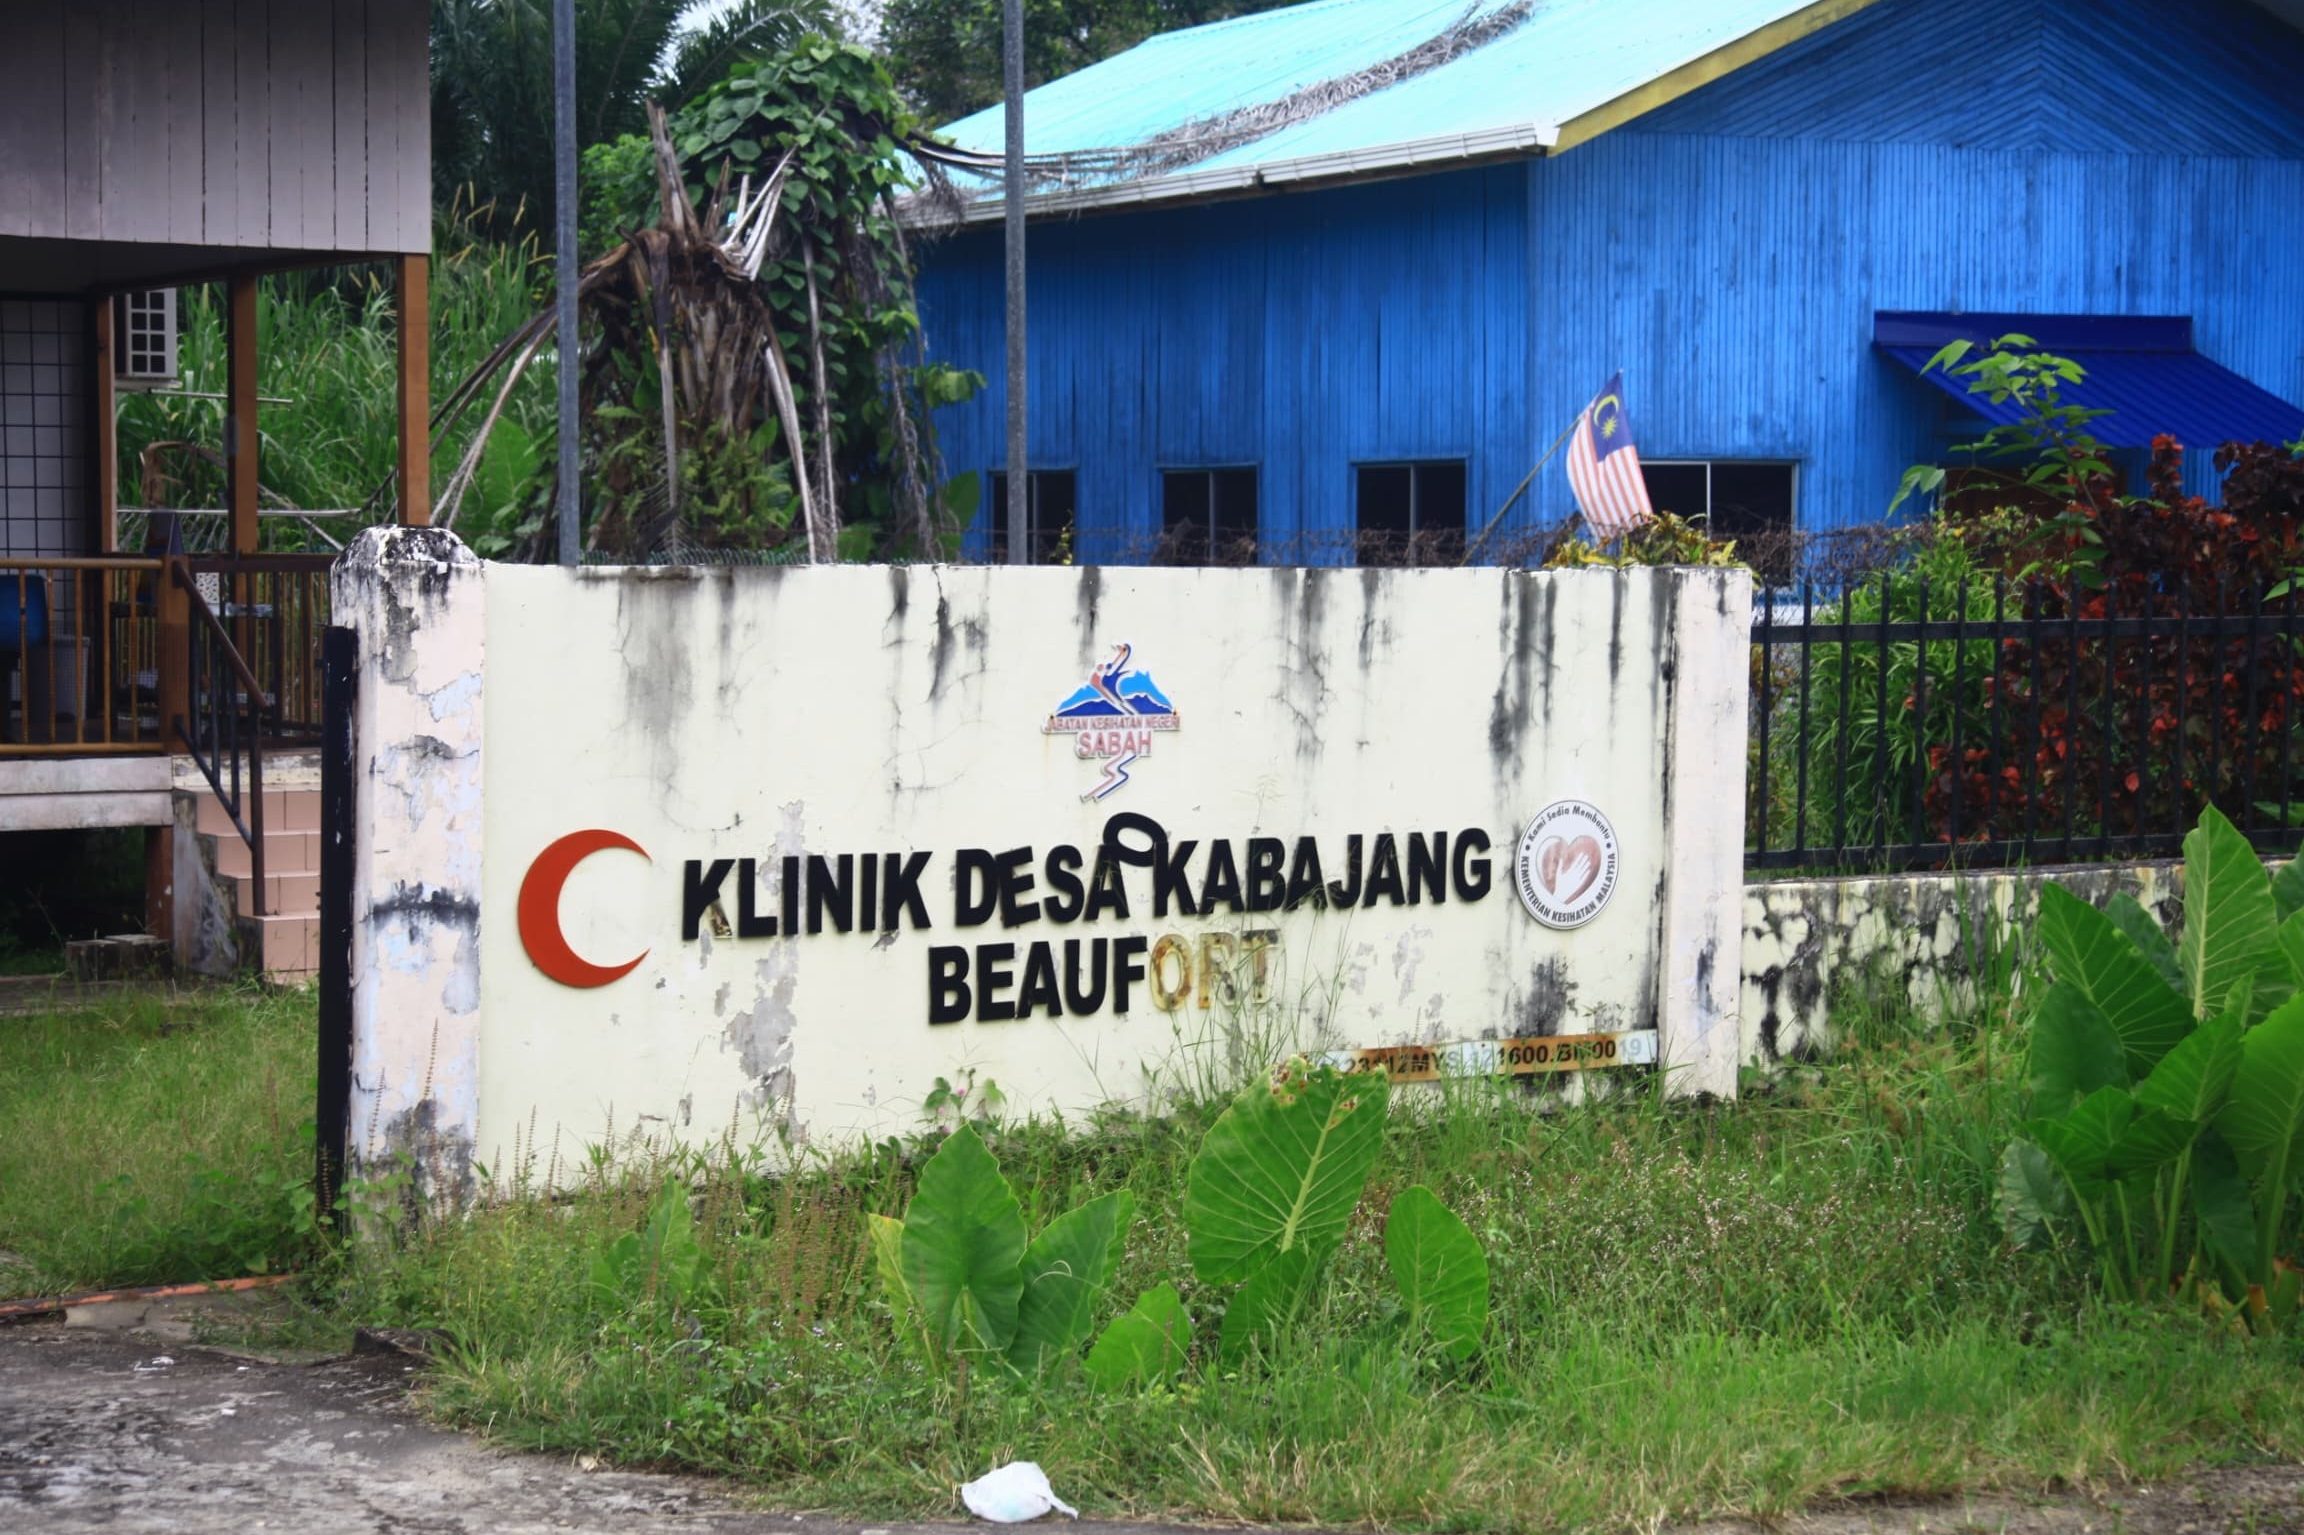 JABATAN KESIHATAN NEGERI
SABAH
KLINIK DESA KABAJANG
BEAUFORT
Kami Sedia Membantu
KEMENTERIAN KESIHATAN MALAYSIA